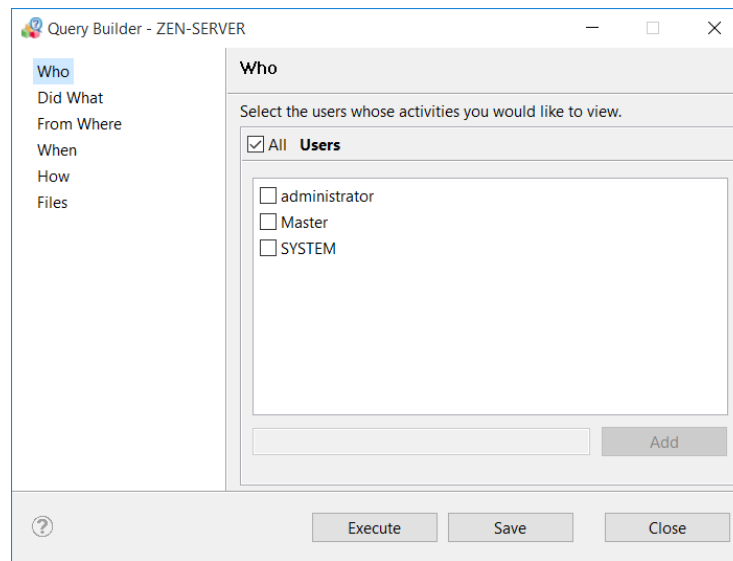 Query Builder - ZEN-SERVER
Who
Did What
From Where
When
How
Files
Who
Select the users whose activities you would like to view.
All Users
administrator
Master
SYSTEM
Add
?
Execute Save Close